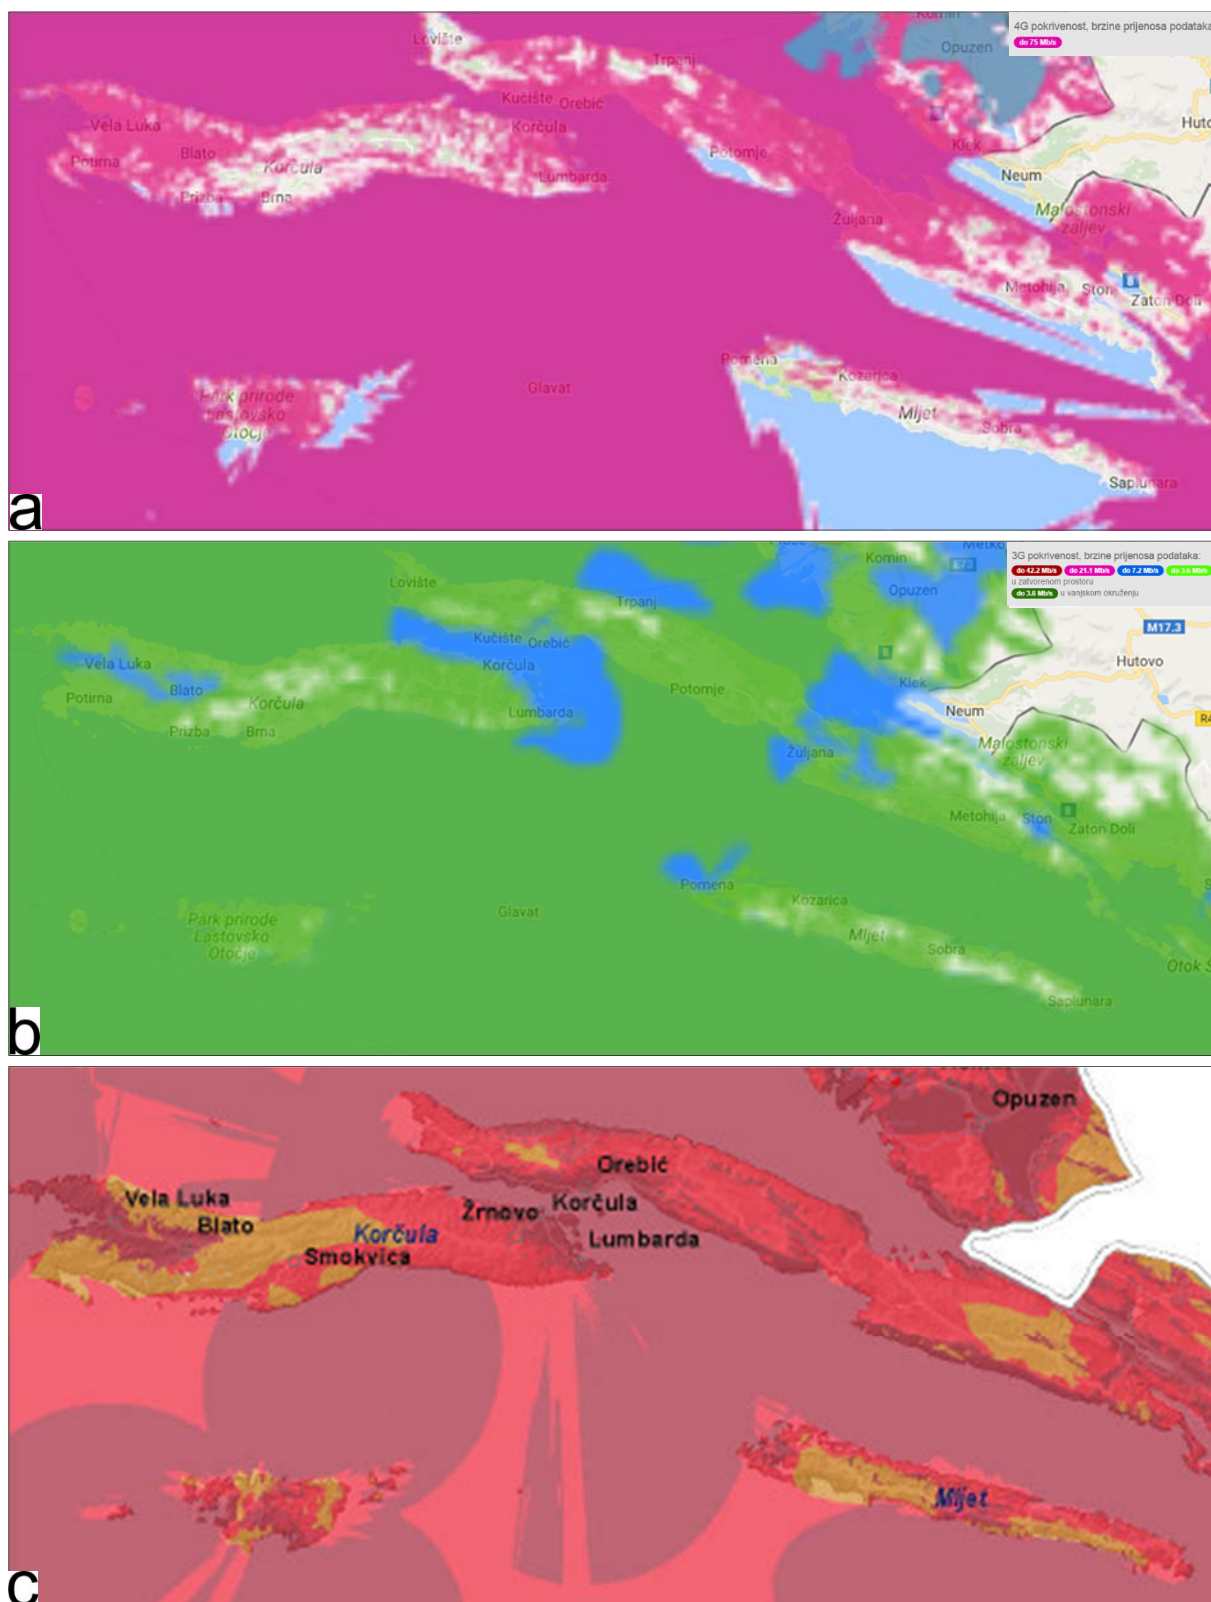 Komin
4G pokrivenost, brzine prijenosa podataka
do 75 Mb/s
Lovište
Opuzen
Trpanj
Kučište Orebić
Hutovo
Vela Luka
Korčula
Klek
Blato
Potirna
Korčula
Potomje
Neum
Lumbarda
Prizba
Brna
Malostonski
zaljev
Žuljana
Metohija
Ston
8
Zaton Doli
Pomena
Kozarica
Park prirode
Lastovsko
Otočje
Glavat
Mljet
Sobra
Saplunara
a
Komin
3G pokrivenost, brzine prijenosa podataka:
do 42.2 Mb/s do 21.1 Mb/s do 7.2 Mb/s do 3.6 Mb/s
u zatvorenom prostoru
do 3.6 Mb/s u vanjskom okruženju
Lovište
Opuzen
Trpanj
M17.3
Kučište Orebić
8
Hutovo
Vela Luka
Korčula
Klek
Blato
Potirna
Korčula
Potomje
Neum
Lumbarda
Prizba
Brna
Malostonski
zaljev
Žuljana
Metohija
Ston
8
Zaton Doli
Pomena
Kozarica
Park prirode
Lastovsko
Otočje
Glavat
Mljet
Sobra
Saplunara
b
Opuzen
Orebić
Vela Luka
Žrnovo
Korčula
Blato
Korčula
Lumbarda
Smokvica
Mljet
c